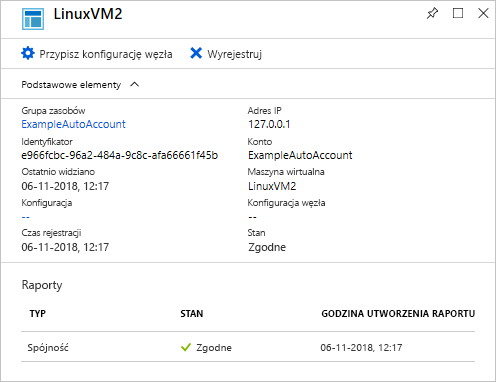 LinuxVM2
Przypisz konfigurację węzła Wyrejestruj
Podstawowe elementy
Grupa zasobów Adres IP
ExampleAutoAccount 127.0.0.1
Identyfikator Konto
e966fcbc-96a2-484a-9c8c-afa66661f45b ExampleAutoAccount
Ostatnio widziano Maszyna wirtualna
06-11-2018, 12:17 LinuxVM2
Konfiguracja Konfiguracja węzła
-- --
Czas rejestracji Stan
06-11-2018, 12:17 Zgodne
Raporty
TYP STAN GODZINA UTWORZENIA RAPORTU
Spójność Zgodne 06-11-2018, 12:17